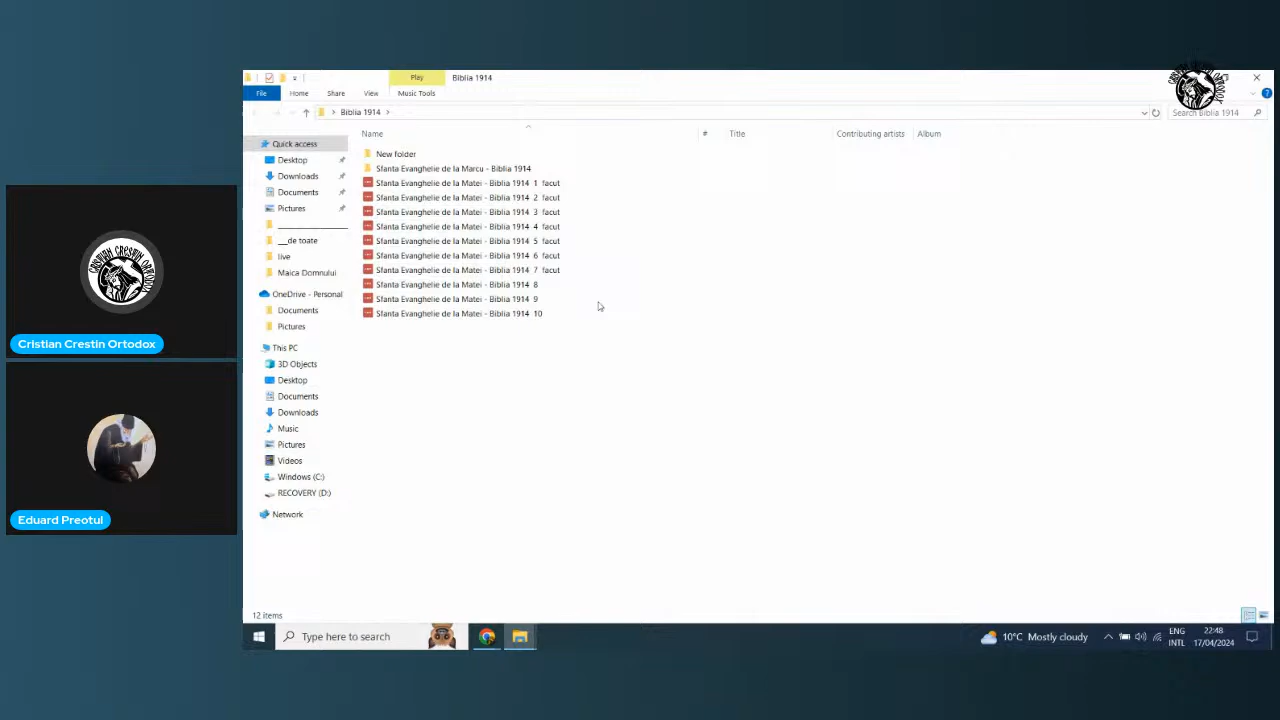 Play
Biblia 1914
File
Home
Share
View
Music Tools
Biblia 1914
Search Biblia 1914
Quick access
Desktop
Downloads
Documents
Pictures
__de toate
live
Maica Domnului
OneDrive - Personal
Documents
Pictures
This PC
3D Objects
Desktop
Documents
Downloads
Music
Pictures
Videos
Windows (C:)
RECOVERY (D:)
Network
Name
#
Title
Contributing artists
Album
New folder
Sfanta Evanghelie de la Marcu - Biblia 1914
Sfanta Evanghelie de la Matei - Biblia 1914 1 facut
Sfanta Evanghelie de la Matei - Biblia 1914 2 facut
Sfanta Evanghelie de la Matei - Biblia 1914 3 facut
Sfanta Evanghelie de la Matei - Biblia 1914 4 facut
Sfanta Evanghelie de la Matei - Biblia 1914 5 facut
Sfanta Evanghelie de la Matei - Biblia 1914 6 facut
Sfanta Evanghelie de la Matei - Biblia 1914 7 facut
Sfanta Evanghelie de la Matei - Biblia 1914 8
Sfanta Evanghelie de la Matei - Biblia 1914 9
Sfanta Evanghelie de la Matei - Biblia 1914 10
12 items
Type here to search
10°C Mostly cloudy
ENG
INTL
22:48
17/04/2024
CRISTIAN CRESTIN ORTODOX
Cristian Crestin Ortodox
Eduard Preotul